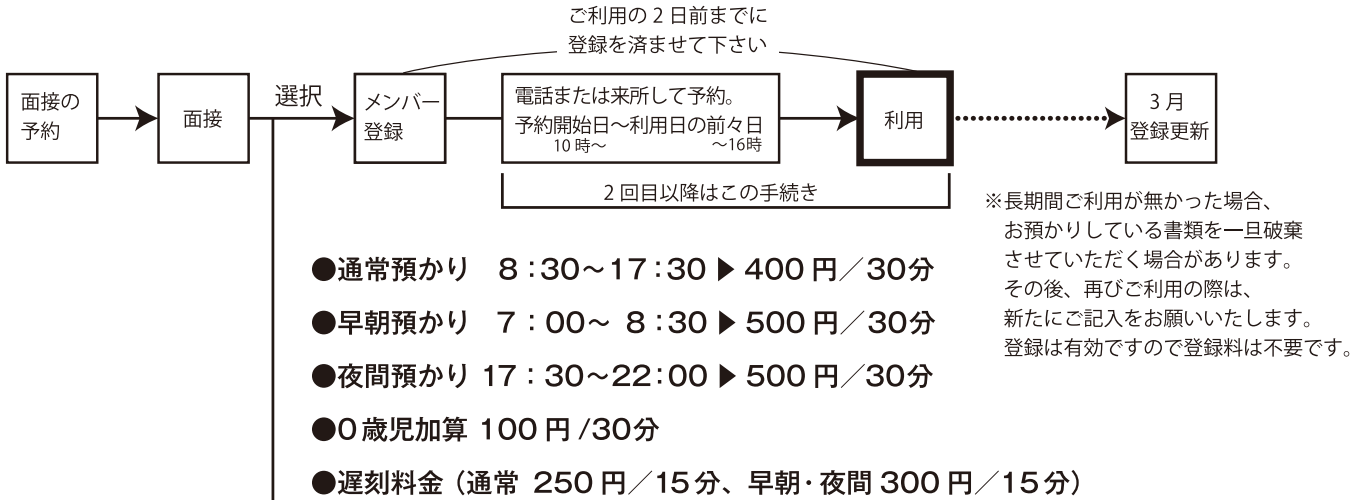 ご利用の2日前までに
登録を済ませて下さい
面接の
予約
面接
選択
メンバー
登録
電話または来所して予約。
予約開始日〜利用日の前々日
10時〜 〜16時
利用
3月
登録更新
2回目以降はこの手続き
※長期間ご利用が無かった場合、
お預かりしている書類を一旦破棄
させていただく場合があります。
その後、再びご利用の際は、
新たにご記入をお願いいたします。
登録は有効ですので登録料は不要です。
●通常預かり 8：30〜17：30 ▶ 400円／30分
●早朝預かり 7：00〜 8：30 ▶ 500円／30分
●夜間預かり 17：30〜22：00 ▶ 500円／30分
●0歳児加算 100円/30分
●遅刻料金（通常 250円／15分、早朝・夜間300円／15分）